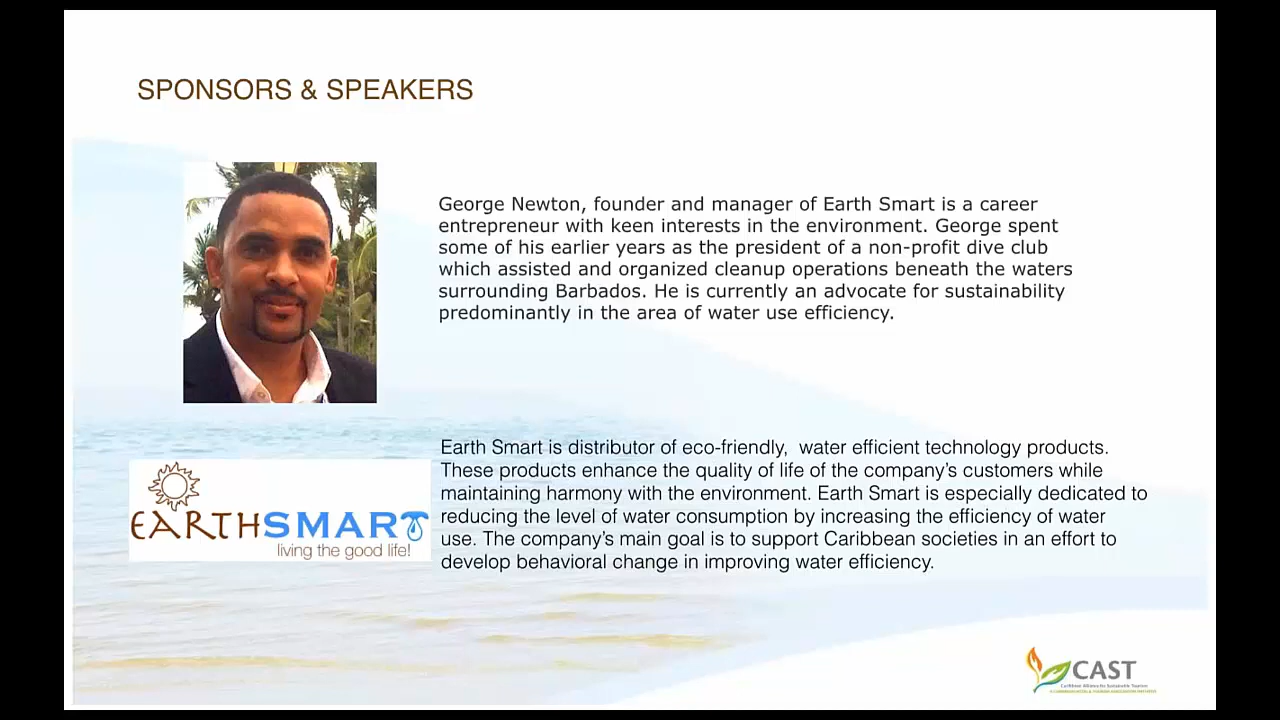 SPONSORS & SPEAKERS
George Newton, founder and manager of Earth Smart is a career
entrepreneur with keen interests in the environment. George spent
some of his earlier years as the president of a non-profit dive club
which assisted and organized cleanup operations beneath the waters
surrounding Barbados. He is currently an advocate for sustainability
predominantly in the area of water use efficiency.
Earth Smart is distributor of eco-friendly,  water efficient technology products.
These products enhance the quality of life of the company's customers while
maintaining harmony with the environment. Earth Smart is especially dedicated to
reducing the level of water consumption by increasing the efficiency of water
use. The company's main goal is to support Caribbean societies in an effort to
develop behavioral change in improving water efficiency.
EARTHSMART
living the good life!
CAST
Caribbean Alliance for Sustainable Tourism